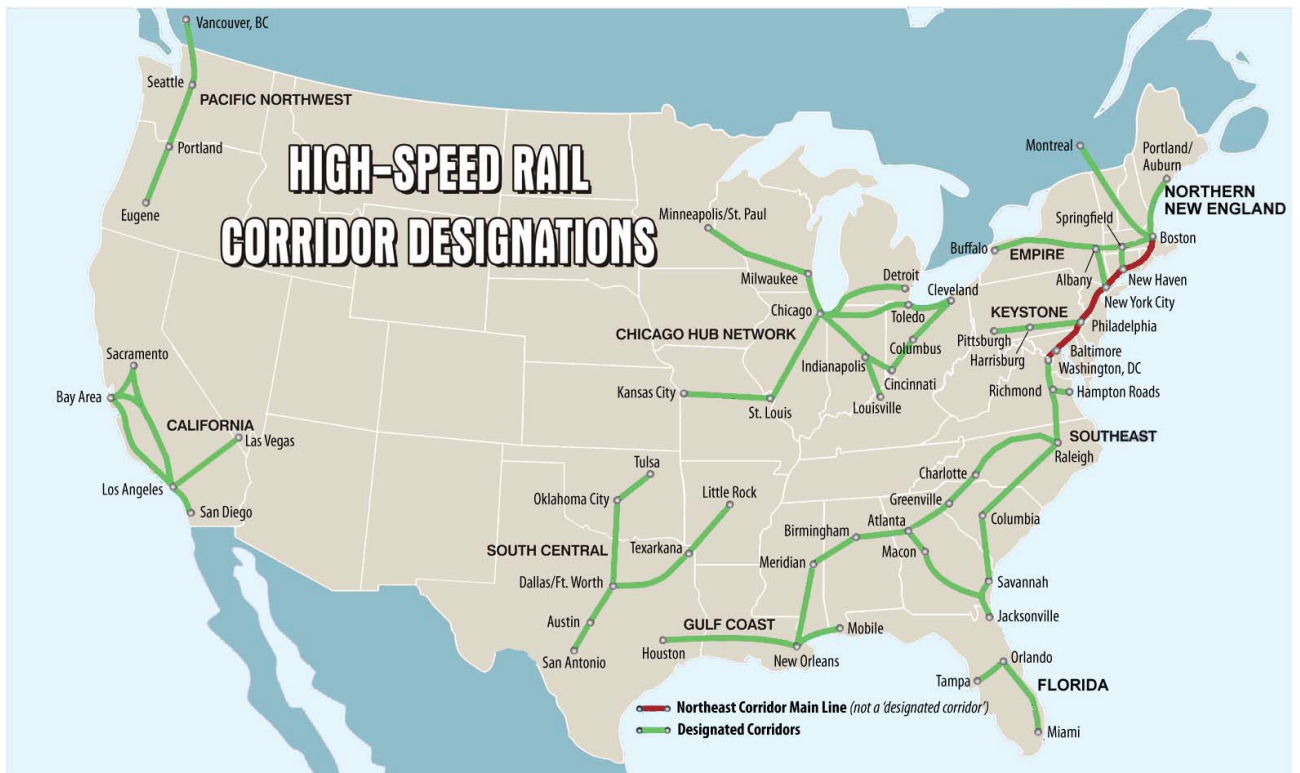 Vancouver, BC
Seattle
PACIFIC NORTHWEST
Portland
Eugene
HIGH-SPEED RAIL
CORRIDOR DESIGNATIONS
Minneapolis/St. Paul
Milwaukee
Chicago
Detroit
Cleveland
Toledo
CHICAGO HUB NETWORK
Columbus
Indianapolis
Cincinnati
Kansas City
St. Louis
Louisville
Montreal
Portland/
Auburn
NORTHERN
NEW ENGLAND
Springfield
Boston
Buffalo
EMPIRE
Albany
New Haven
New York City
KEYSTONE
Philadelphia
Pittsburgh
Harrisburg
Baltimore
Washington, DC
Richmond
Hampton Roads
SOUTHEAST
Raleigh
Charlotte
Greenville
Columbia
Atlanta
Birmingham
Macon
Meridian
Savannah
Jacksonville
Sacramento
Bay Area
CALIFORNIA
Las Vegas
Los Angeles
San Diego
Tulsa
Oklahoma City
Little Rock
SOUTH CENTRAL
Texarkana
Dallas/Ft. Worth
Austin
San Antonio
GULF COAST
Houston
New Orleans
Mobile
Orlando
Tampa
FLORIDA
Miami
Northeast Corridor Main Line (not a 'designated corridor')
Designated Corridors